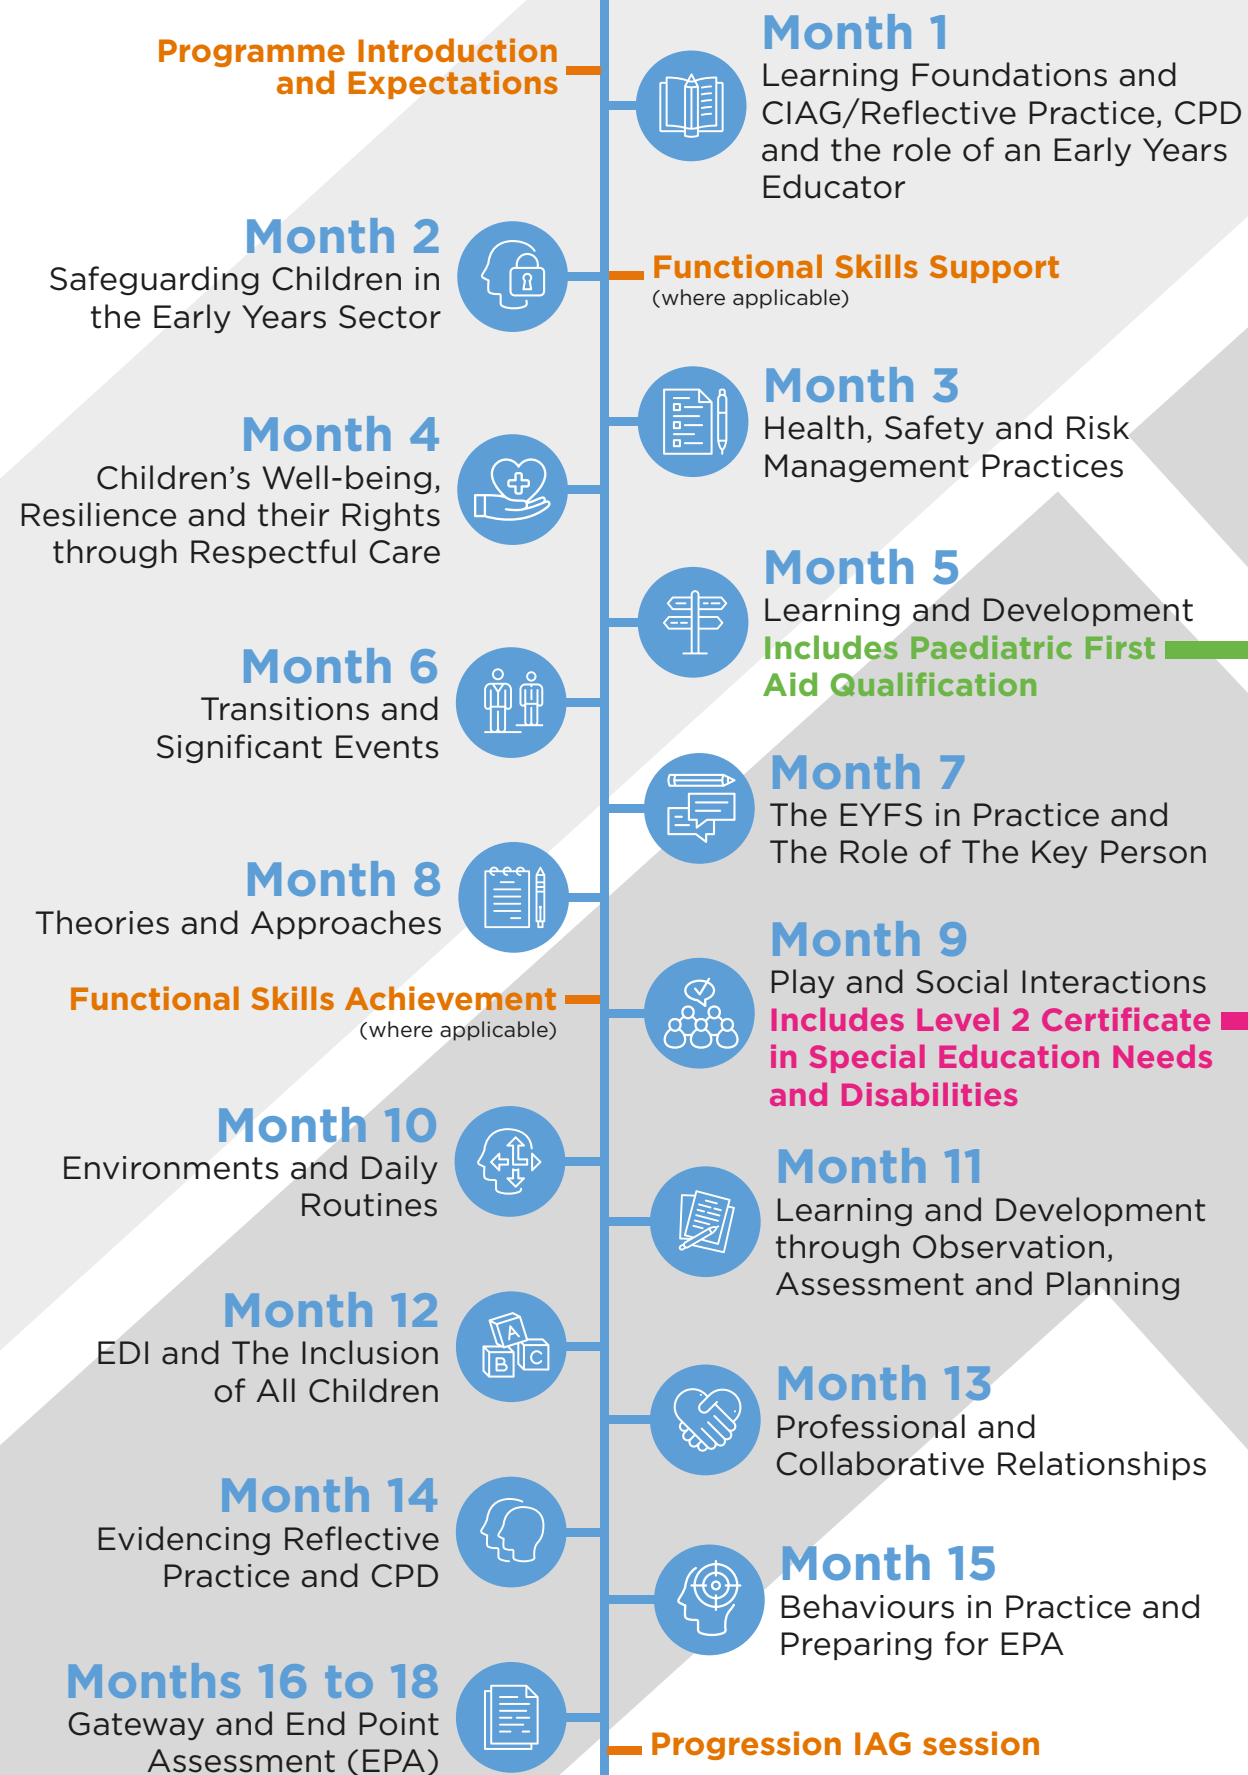 Programme Introduction
and Expectations
Month 1
Learning Foundations and
CIAG/Reflective Practice, CPD
and the role of an Early Years
Educator
Month 2
Safeguarding Children in
the Early Years Sector
Functional Skills Support
(where applicable)
Month 3
Health, Safety and Risk
Management Practices
Month 4
Children’s Well-being,
Resilience and their Rights
through Respectful Care
Month 5
Learning and Development
Includes Paediatric First
Aid Qualification
Month 6
Transitions and
Significant Events
Month 7
The EYFS in Practice and
The Role of The Key Person
Month 8
Theories and Approaches
Functional Skills Achievement
(where applicable)
Month 9
Play and Social Interactions
Includes Level 2 Certificate
in Special Education Needs
and Disabilities
Month 10
Environments and Daily
Routines
Month 11
Learning and Development
through Observation,
Assessment and Planning
Month 12
EDI and The Inclusion
of All Children
A
B
C
Month 13
Professional and
Collaborative Relationships
Month 14
Evidencing Reflective
Practice and CPD
Month 15
Behaviours in Practice and
Preparing for EPA
Months 16 to 18
Gateway and End Point
Assessment (EPA)
Progression IAG session